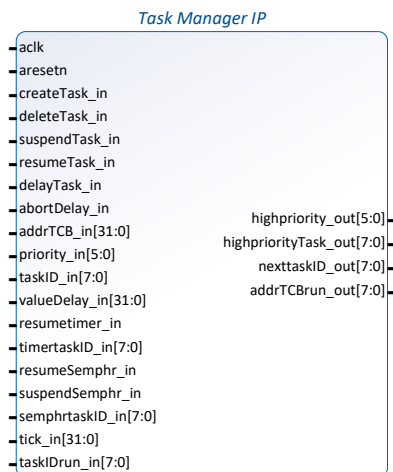 Task Manager IP
aclk
aresetn
createTask_in
deleteTask_in
suspendTask_in
resumeTask_in
delayTask_in
abortDelay_in
addrTCB_in[31:0]
priority_in[5:0]
taskID_in[7:0]
valueDelay_in[31:0]
resumetimer_in
timertaskID_in[7:0]
resumeSemphr_in
suspendSemphr_in
semphrtaskID_in[7:0]
tick_in[31:0]
taskIDrun_in[7:0]
highpriority_out[5:0]
highpriorityTask_out[7:0]
nexttaskID_out[7:0]
addrTCBrun_out[7:0]